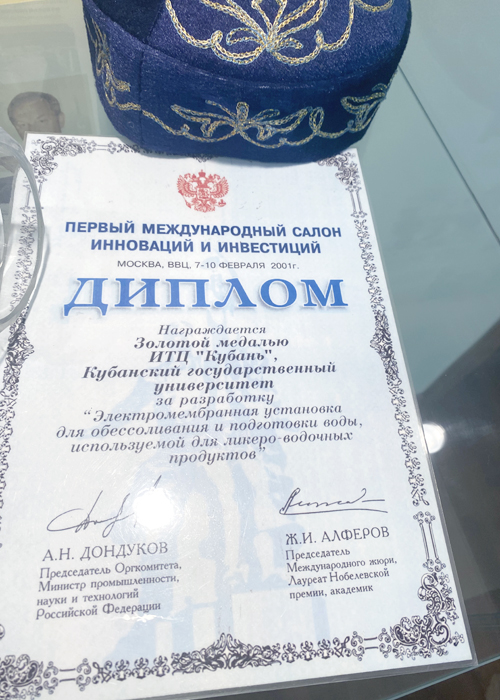 ПЕРВЫЙ МЕЖДУНАРОДНЫЙ САЛОН
ИННОВАЦИЙ И ИНВЕСТИЦИЙ
МОСКВА, ВВЦ, 7-10 ФЕВРАЛЯ 2001г.
ДИПЛОМ
Награждается
Золотой медалью
ИТЦ "Кубань",
Кубанский государственный
университет
за разработку
“Электромембранная установка
для обессоливания и подготовки воды,
используемой для ликеро-водочных
продуктов”
А.Н. ДОНДУКОВ
Председатель Оргкомитета,
Министр промышленности,
науки и технологий
Российской Федерации
Ж.И. АЛФЕРОВ
Председатель
Международного жюри,
Лауреат Нобелевской
премии, академик